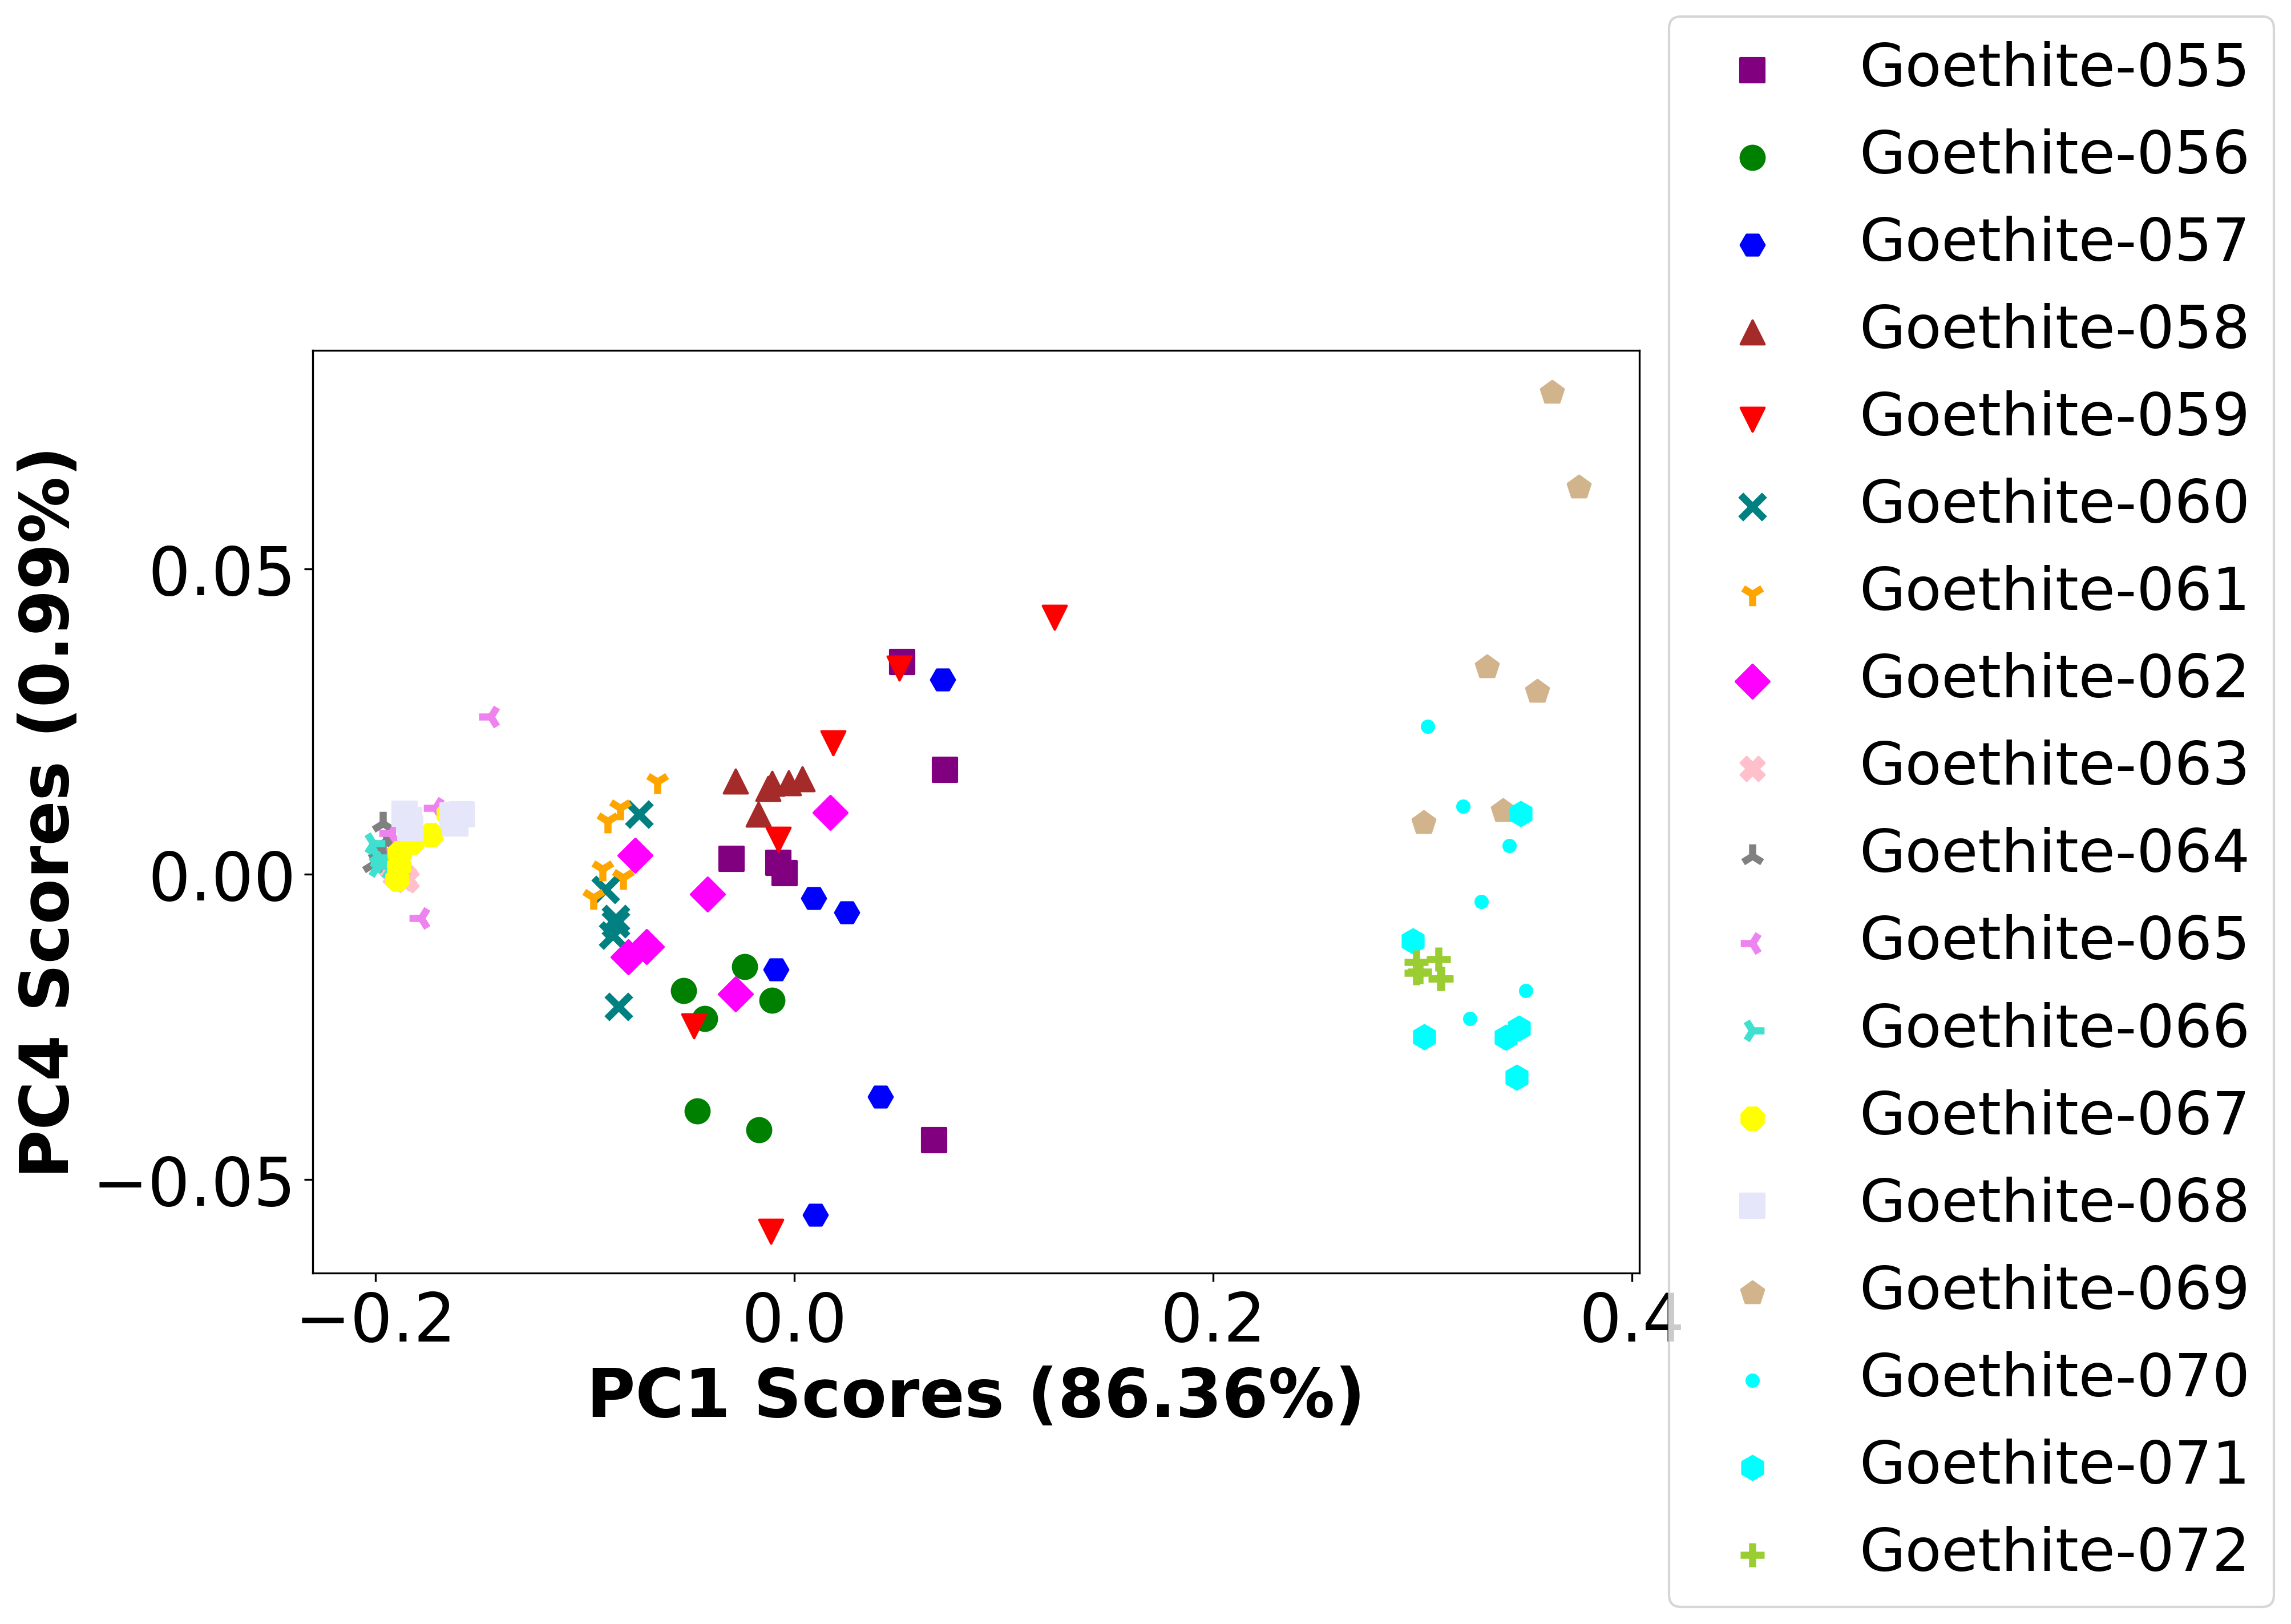 PC4 Scores (0.99%)
0.05
0.00
−0.05
−0.2
0.0
0.2
0.4
PC1 Scores (86.36%)
Goethite-055
Goethite-056
Goethite-057
Goethite-058
Goethite-059
Goethite-060
Goethite-061
Goethite-062
Goethite-063
Goethite-064
Goethite-065
Goethite-066
Goethite-067
Goethite-068
Goethite-069
Goethite-070
Goethite-071
Goethite-072